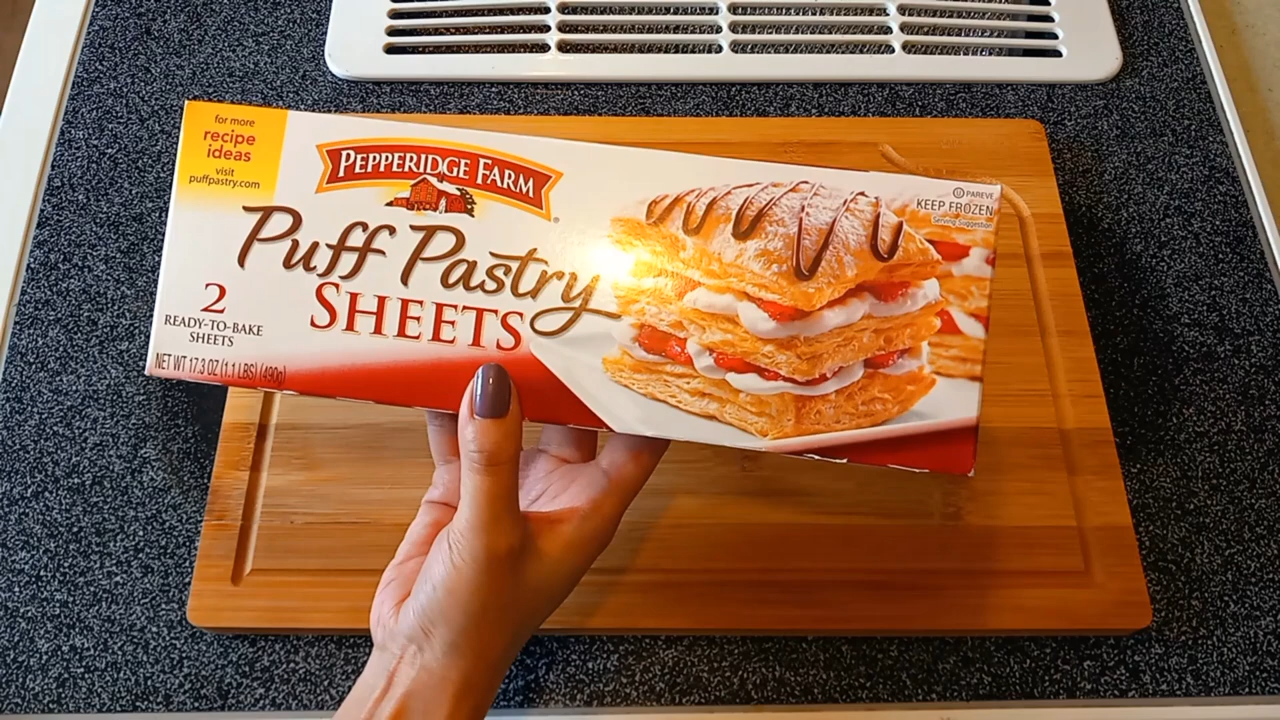 for more
recipe
ideas
visit
puffpastry.com
PEPPERIDGE FARM
®
Puff Pastry
SHEETS
2
READY-TO-BAKE
SHEETS
NET WT 17.3 OZ (1.1 LBS) (490g)
U PAREVE
KEEP FROZEN
Serving Suggestion